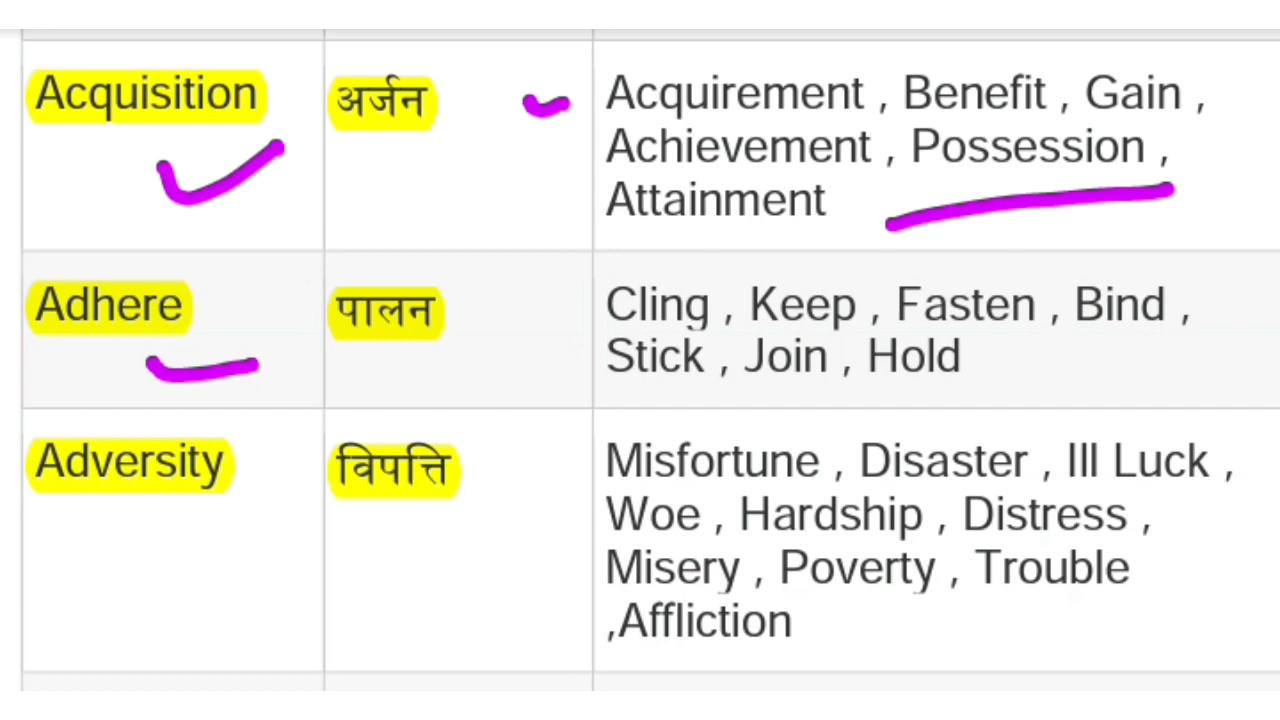 Acquisition अर्जन Acquirement , Benefit , Gain ,
Achievement , Possession ,
Attainment
Adhere पालन Cling , Keep , Fasten , Bind ,
Stick , Join , Hold
Adversity विपत्ति Misfortune , Disaster , Ill Luck ,
Woe , Hardship , Distress ,
Misery , Poverty , Trouble
,Affliction